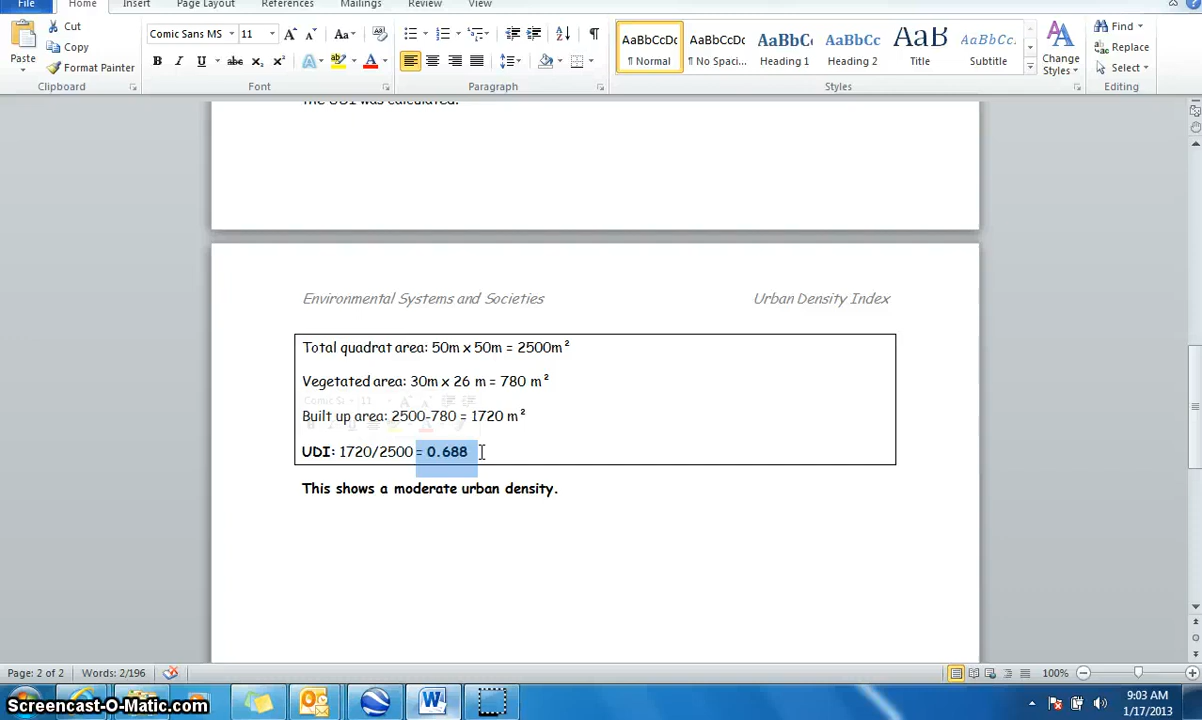 File Home Insert Page Layout References Mailings Review View
Cut
Copy
Format Painter
Paste
Clipboard
Comic Sans MS 11
Font
Paragraph
AaBbCcDc AaBbCcDc AaBbCc AaBbCc AaB AaBbCc.
¶ Normal ¶ No Spaci... Heading 1 Heading 2 Title Subtitle
Change Styles
Styles
Find
Replace
Select
Editing
The UDI was calculated.
Environmental Systems and Societies Urban Density Index
Total quadrat area: 50m x 50m = 2500m²
Vegetated area: 30m x 26 m = 780 m²
Built up area: 2500-780 = 1720 m²
UDI: 1720/2500 = 0.688
This shows a moderate urban density.
Page: 2 of 2 Words: 2/196 100%
Screencast-O-Matic.com
9:03 AM
1/17/2013